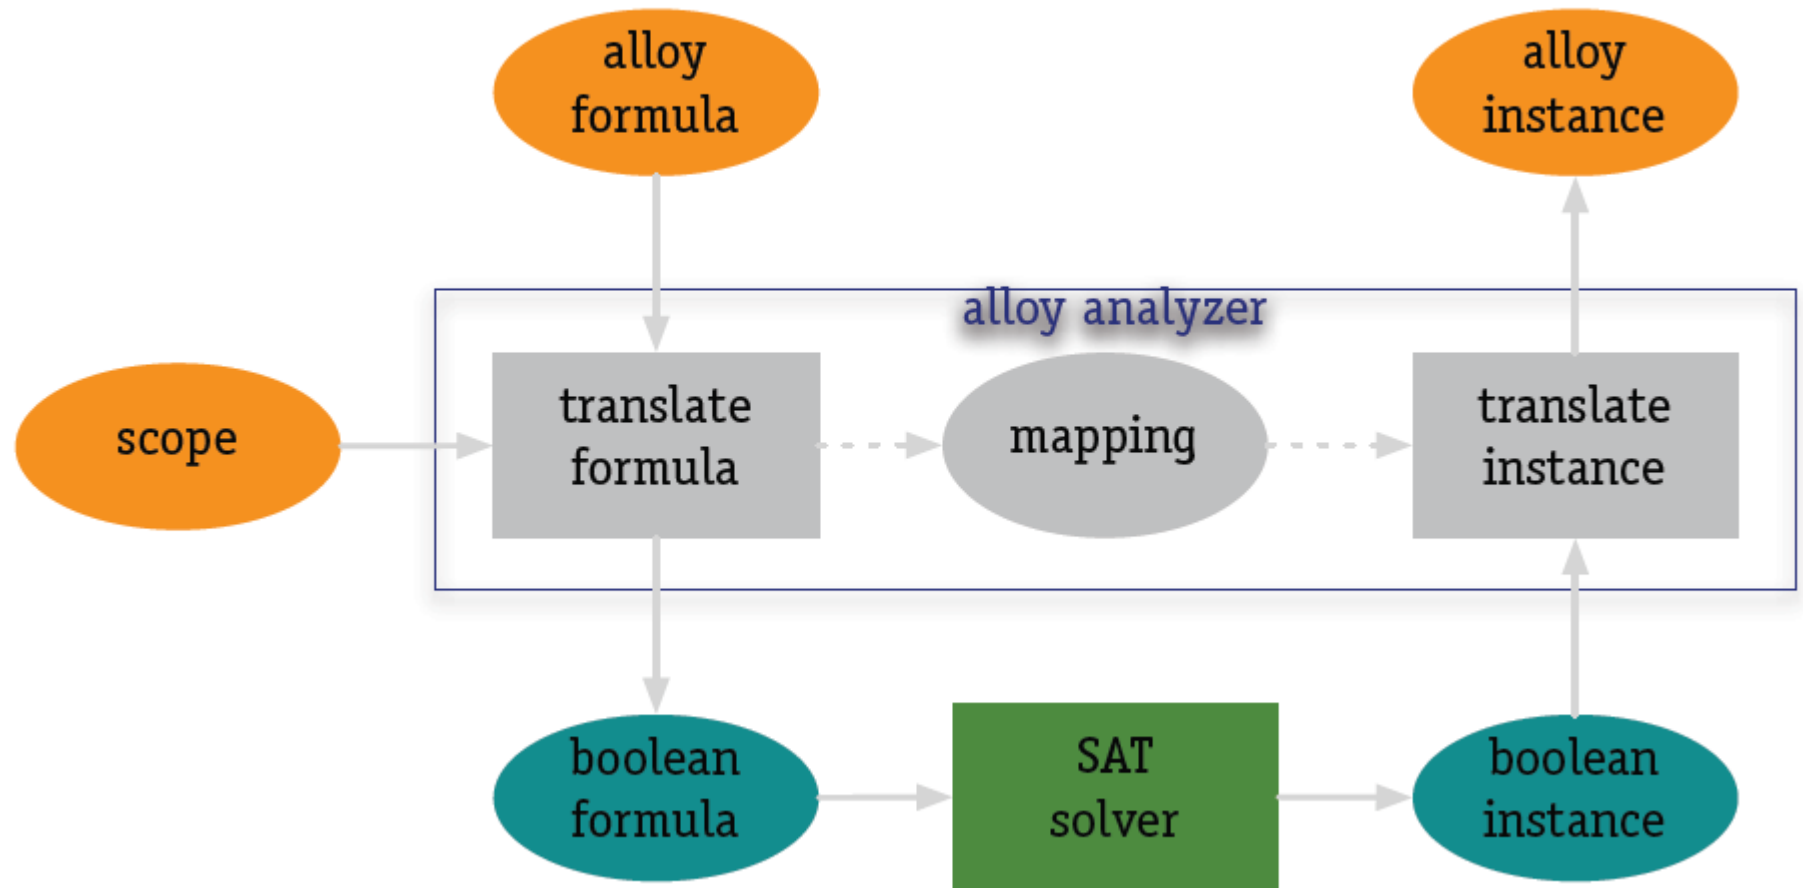 alloy
formula
alloy
instance
alloy analyzer
scope
translate
formula
mapping
translate
instance
boolean
formula
SAT
solver
boolean
instance